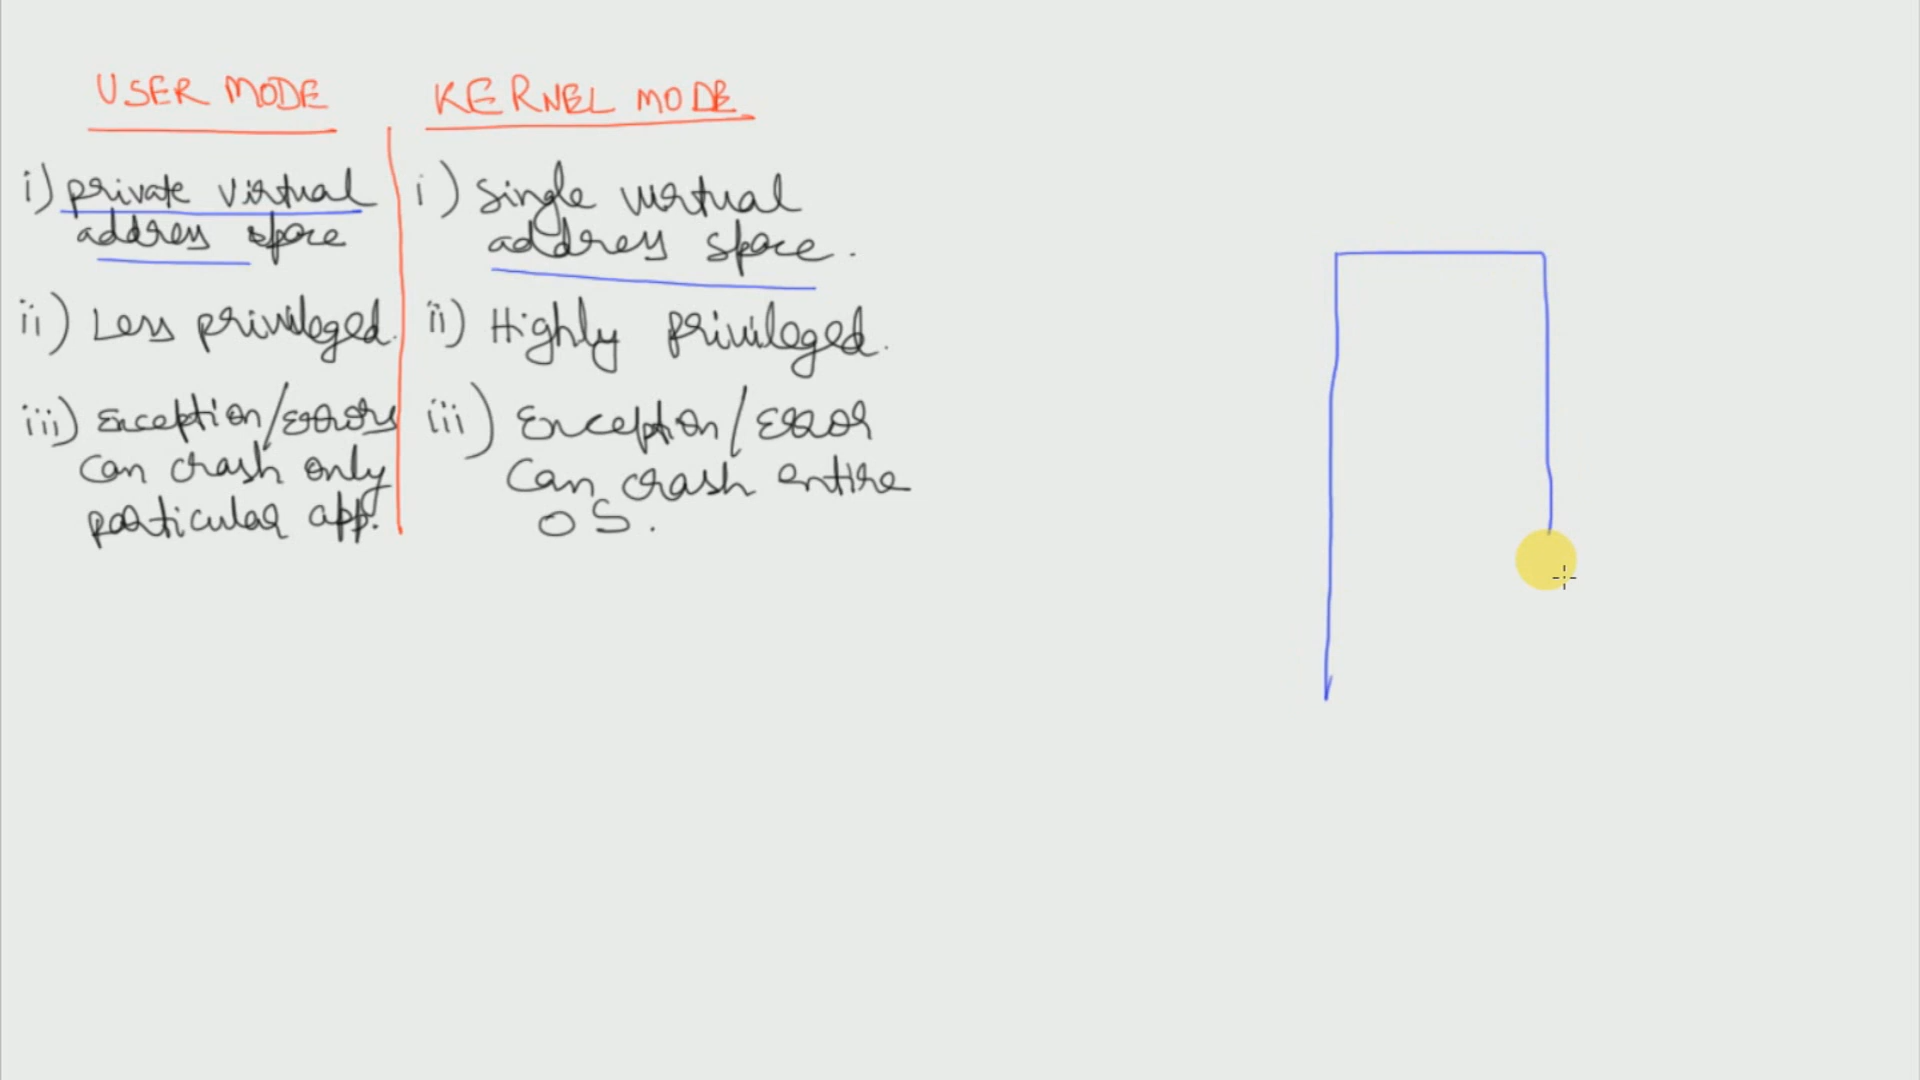 USER MODE
i) private virtual
address space
ii) Less privileged.
iii) Exception/Errors
can crash only
particular app.
KERNEL MODE
i) Single virtual
address space.
ii) Highly privileged.
iii) Exception/Error
can crash entire
OS.